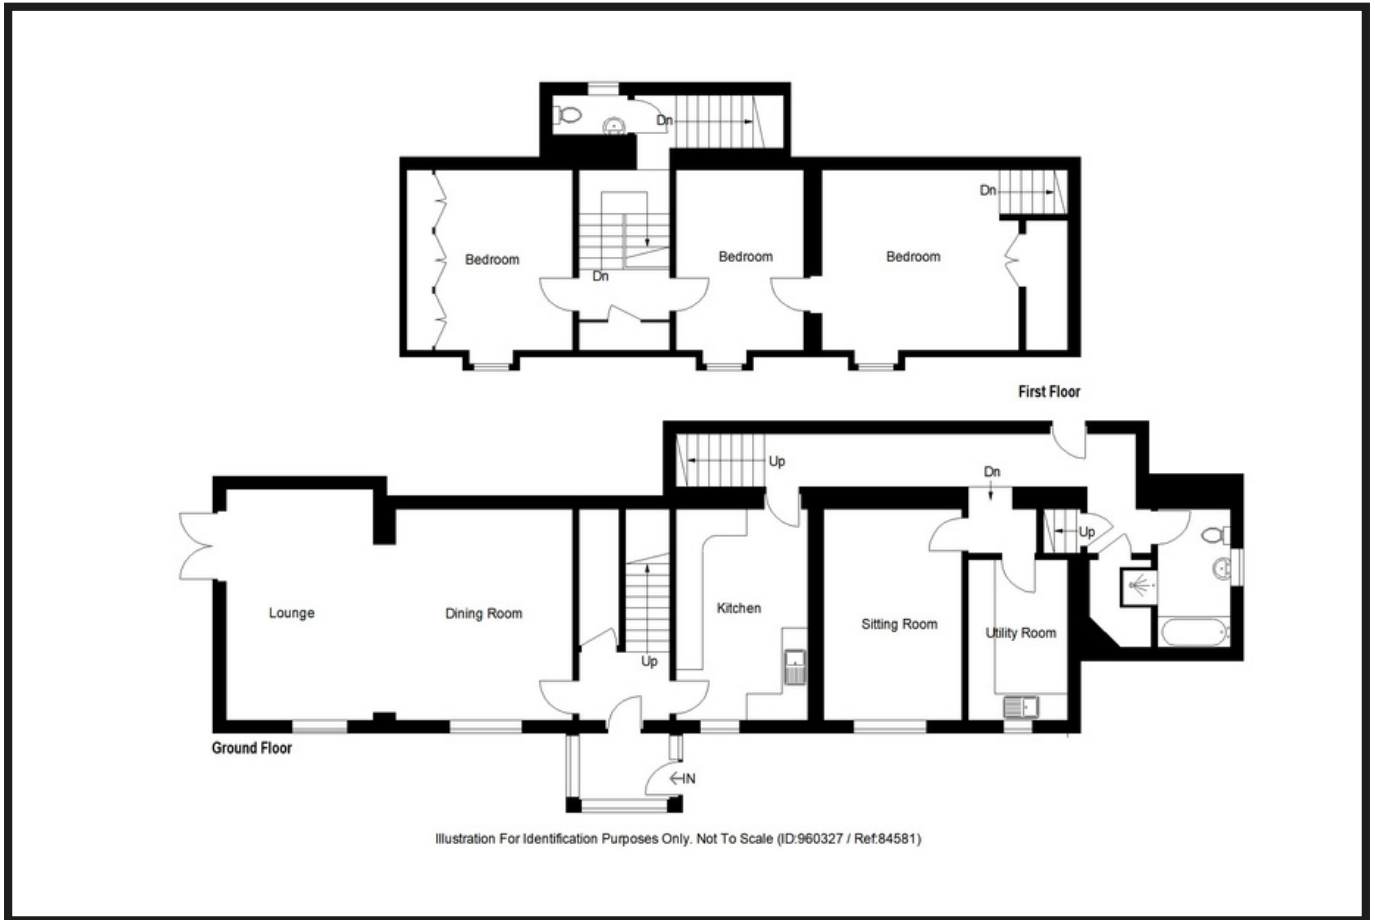 Dn
Dn
Bedroom
Bedroom
Bedroom
Dn
First Floor
Up
Dn
Up
Lounge
Dining Room
Kitchen
Sitting Room
Utility Room
Up
Ground Floor
IN
Illustration For Identification Purposes Only. Not To Scale (ID:960327 / Ref:84581)